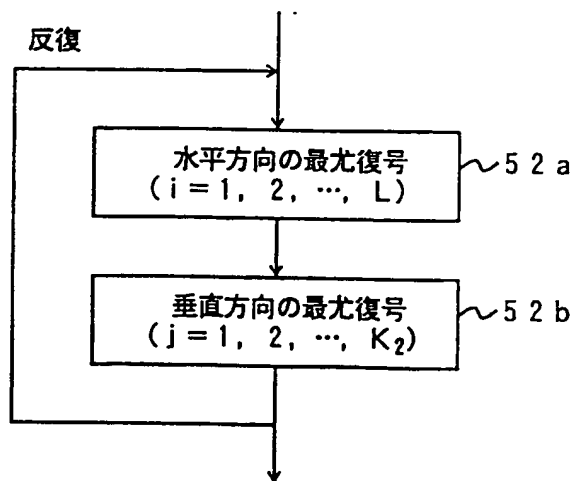 反復
水平方向の最尤復号
(i=1, 2, …, L)
52a
垂直方向の最尤復号
(j=1, 2, …, K₂)
52b